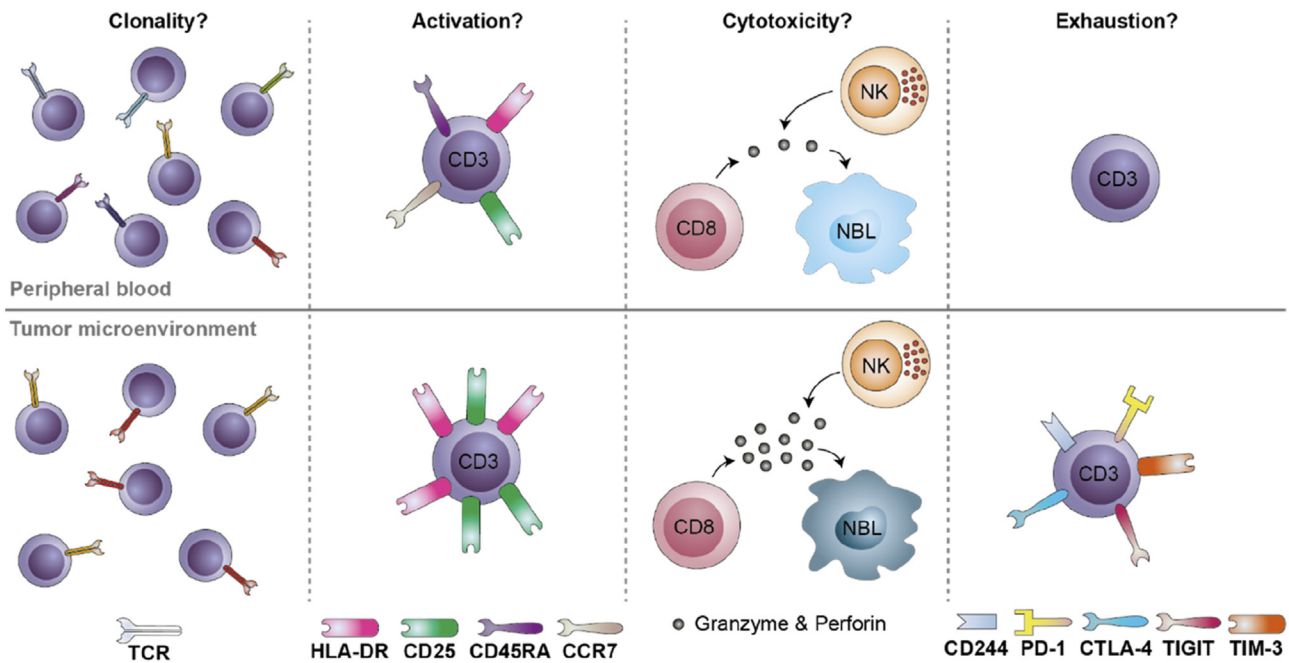 Clonality?
Activation?
Cytotoxicity?
Exhaustion?
CD3
NK
CD8
NBL
CD3
Peripheral blood
Tumor microenvironment
CD3
NK
CD8
NBL
CD3
TCR
HLA-DR
CD25
CD45RA
CCR7
Granzyme & Perforin
CD244
PD-1
CTLA-4
TIGIT
TIM-3